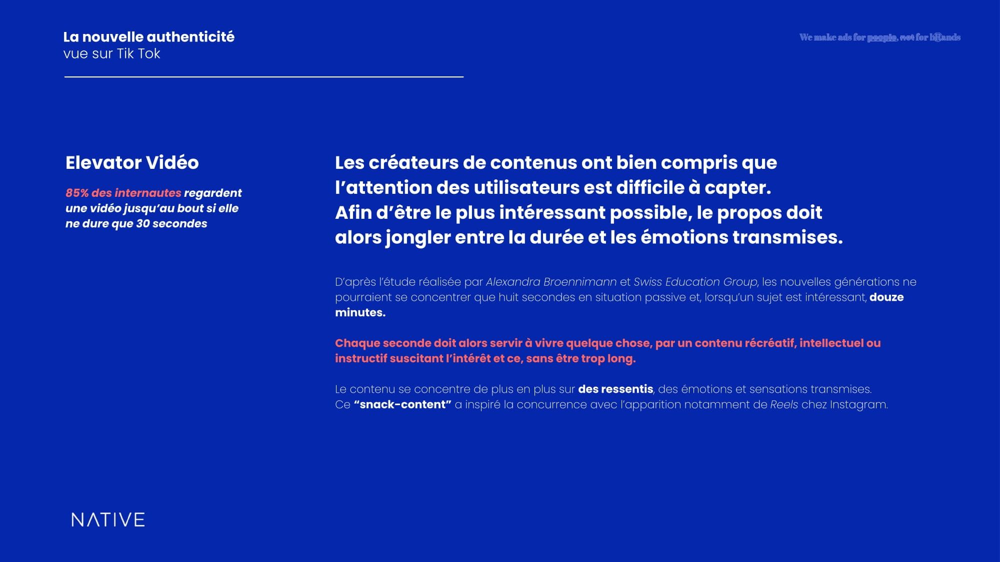 La nouvelle authenticité
vue sur Tik Tok
We make ads for people, not for bRands
Elevator Vidéo
85% des internautes regardent
une vidéo jusqu’au bout si elle
ne dure que 30 secondes
Les créateurs de contenus ont bien compris que
l’attention des utilisateurs est difficile à capter.
Afin d’être le plus intéressant possible, le propos doit
alors jongler entre la durée et les émotions transmises.
D’après l’étude réalisée par Alexandra Broennimann et Swiss Education Group, les nouvelles générations ne
pourraient se concentrer que huit secondes en situation passive et, lorsqu’un sujet est intéressant, douze
minutes.
Chaque seconde doit alors servir à vivre quelque chose, par un contenu récréatif, intellectuel ou
instructif suscitant l’intérêt et ce, sans être trop long.
Le contenu se concentre de plus en plus sur des ressentis, des émotions et sensations transmises.
Ce “snack-content” a inspiré la concurrence avec l’apparition notamment de Reels chez Instagram.
NATIVE